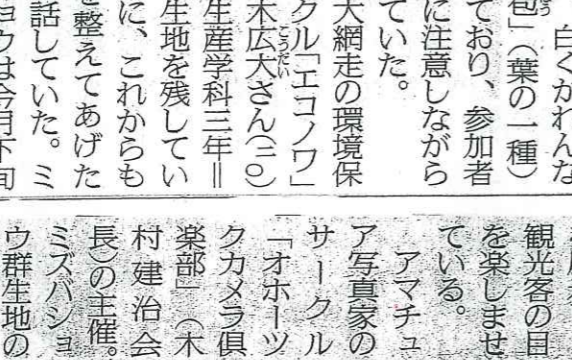 白くかれんな
包」(葉の一種)
ており、参加者
に注意しながら
ていた。
大網走の環境保
クル「エコノワ」
木広大さん(二〇)
こうだい
生産学科三年＝
生地を残してい
に、これからも
を整えてあげた
話していた。ミ
ョウは今月下旬
観光客の目
を楽しませ
ている。
アマチュ
ア写真家の
サークル
「オホーツ
クカメラ倶
楽部」(木
村建治会
長)の主催。
ミズバショ
ウ群生地の